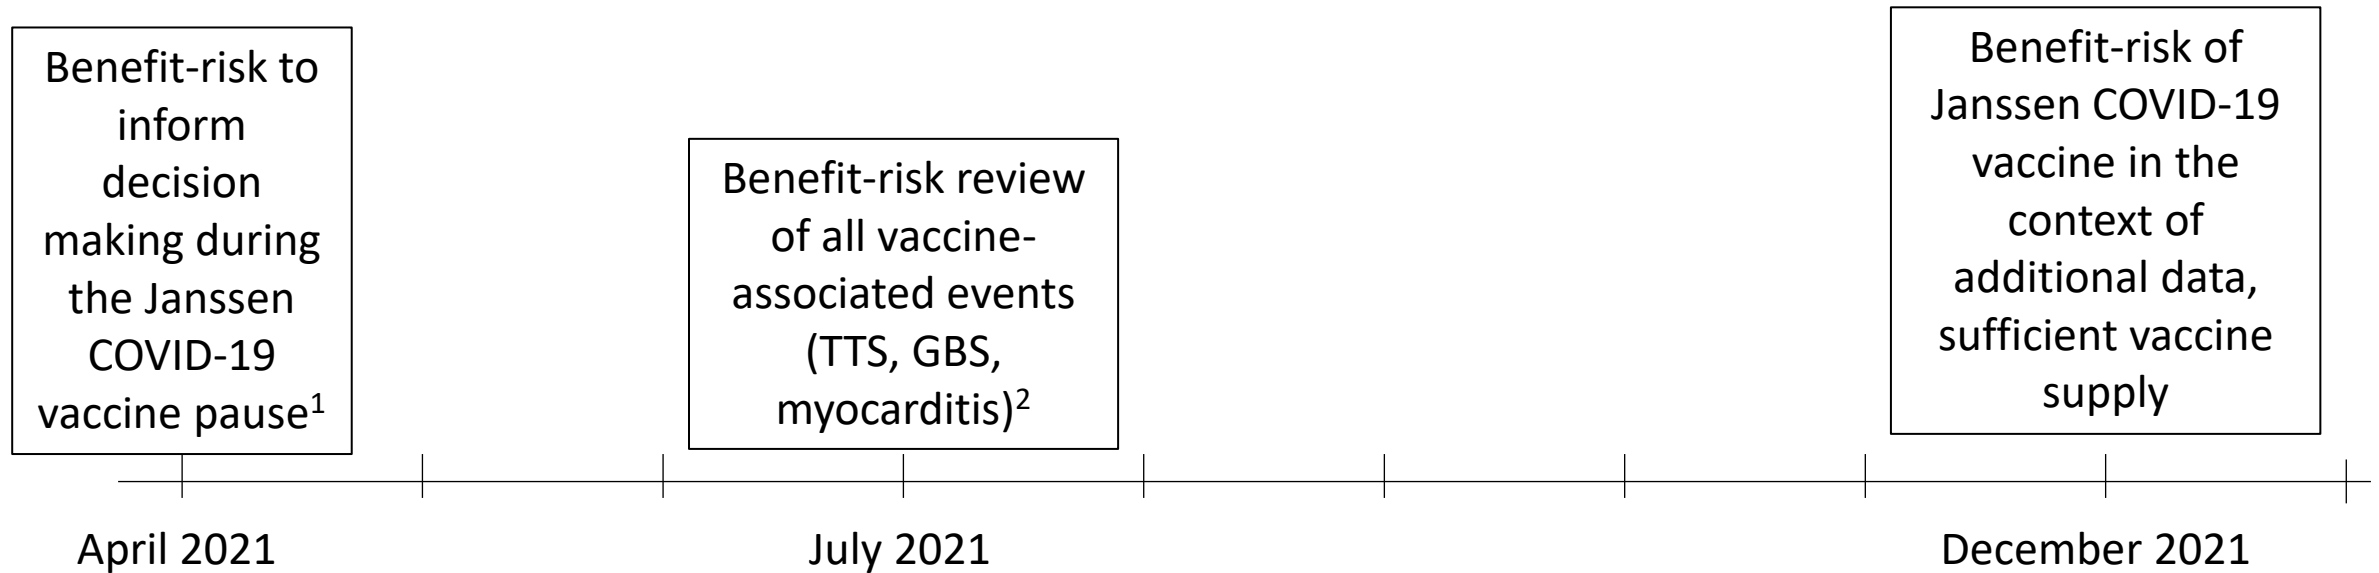 Benefit-risk to
inform
decision
making during
the Janssen
COVID-19
vaccine pause1
Benefit-risk review
of all vaccine-
associated events
(TTS, GBS,
myocarditis)2
Benefit-risk of
Janssen COVID-19
vaccine in the
context of
additional data,
sufficient vaccine
supply
April 2021
July 2021
December 2021